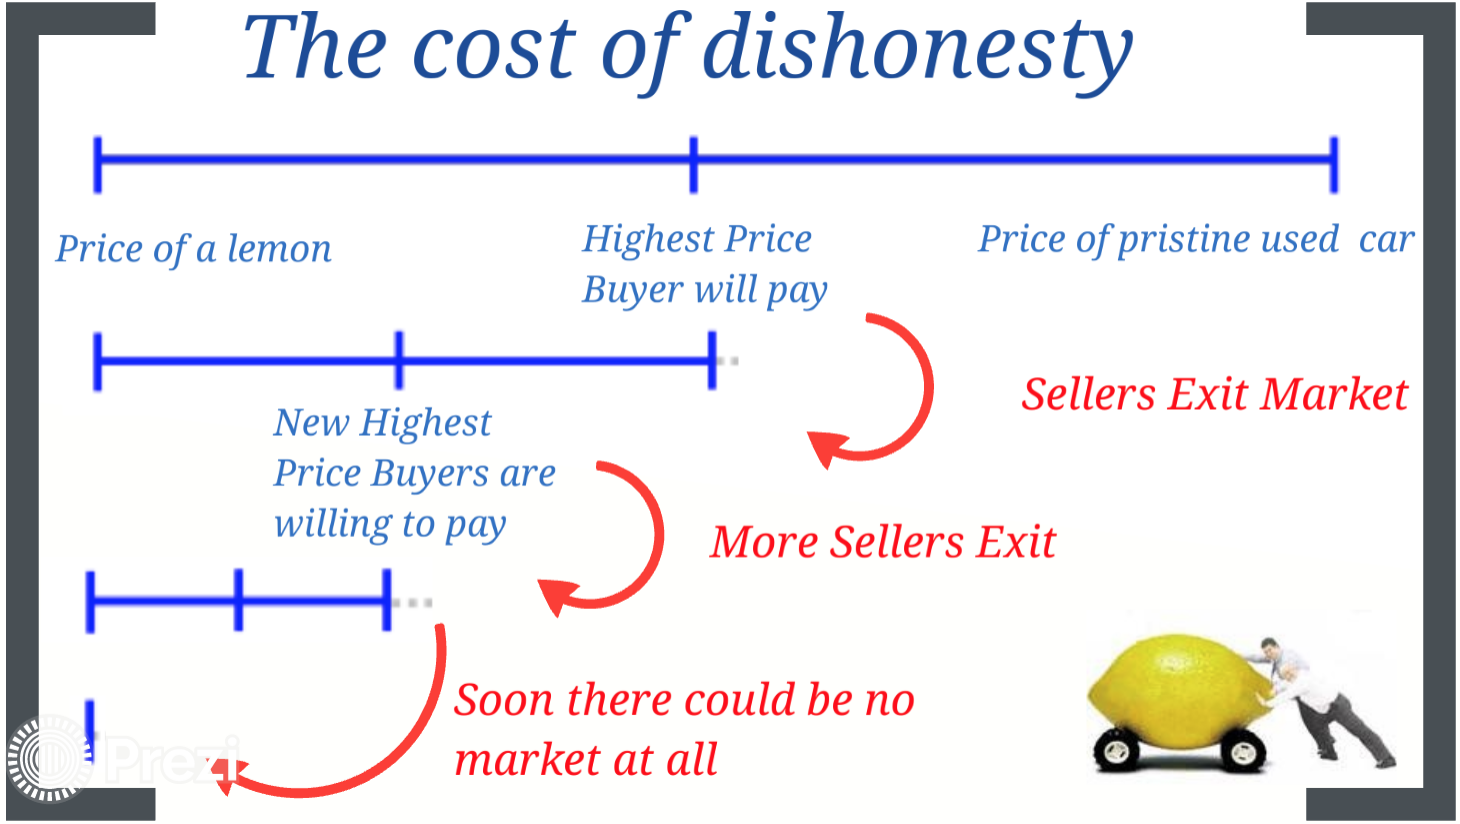 The cost of dishonesty
Price of a lemon
Highest Price
Buyer will pay
Price of pristine used car
Sellers Exit Market
New Highest
Price Buyers are
willing to pay
More Sellers Exit
Soon there could be no
market at all
Prezi